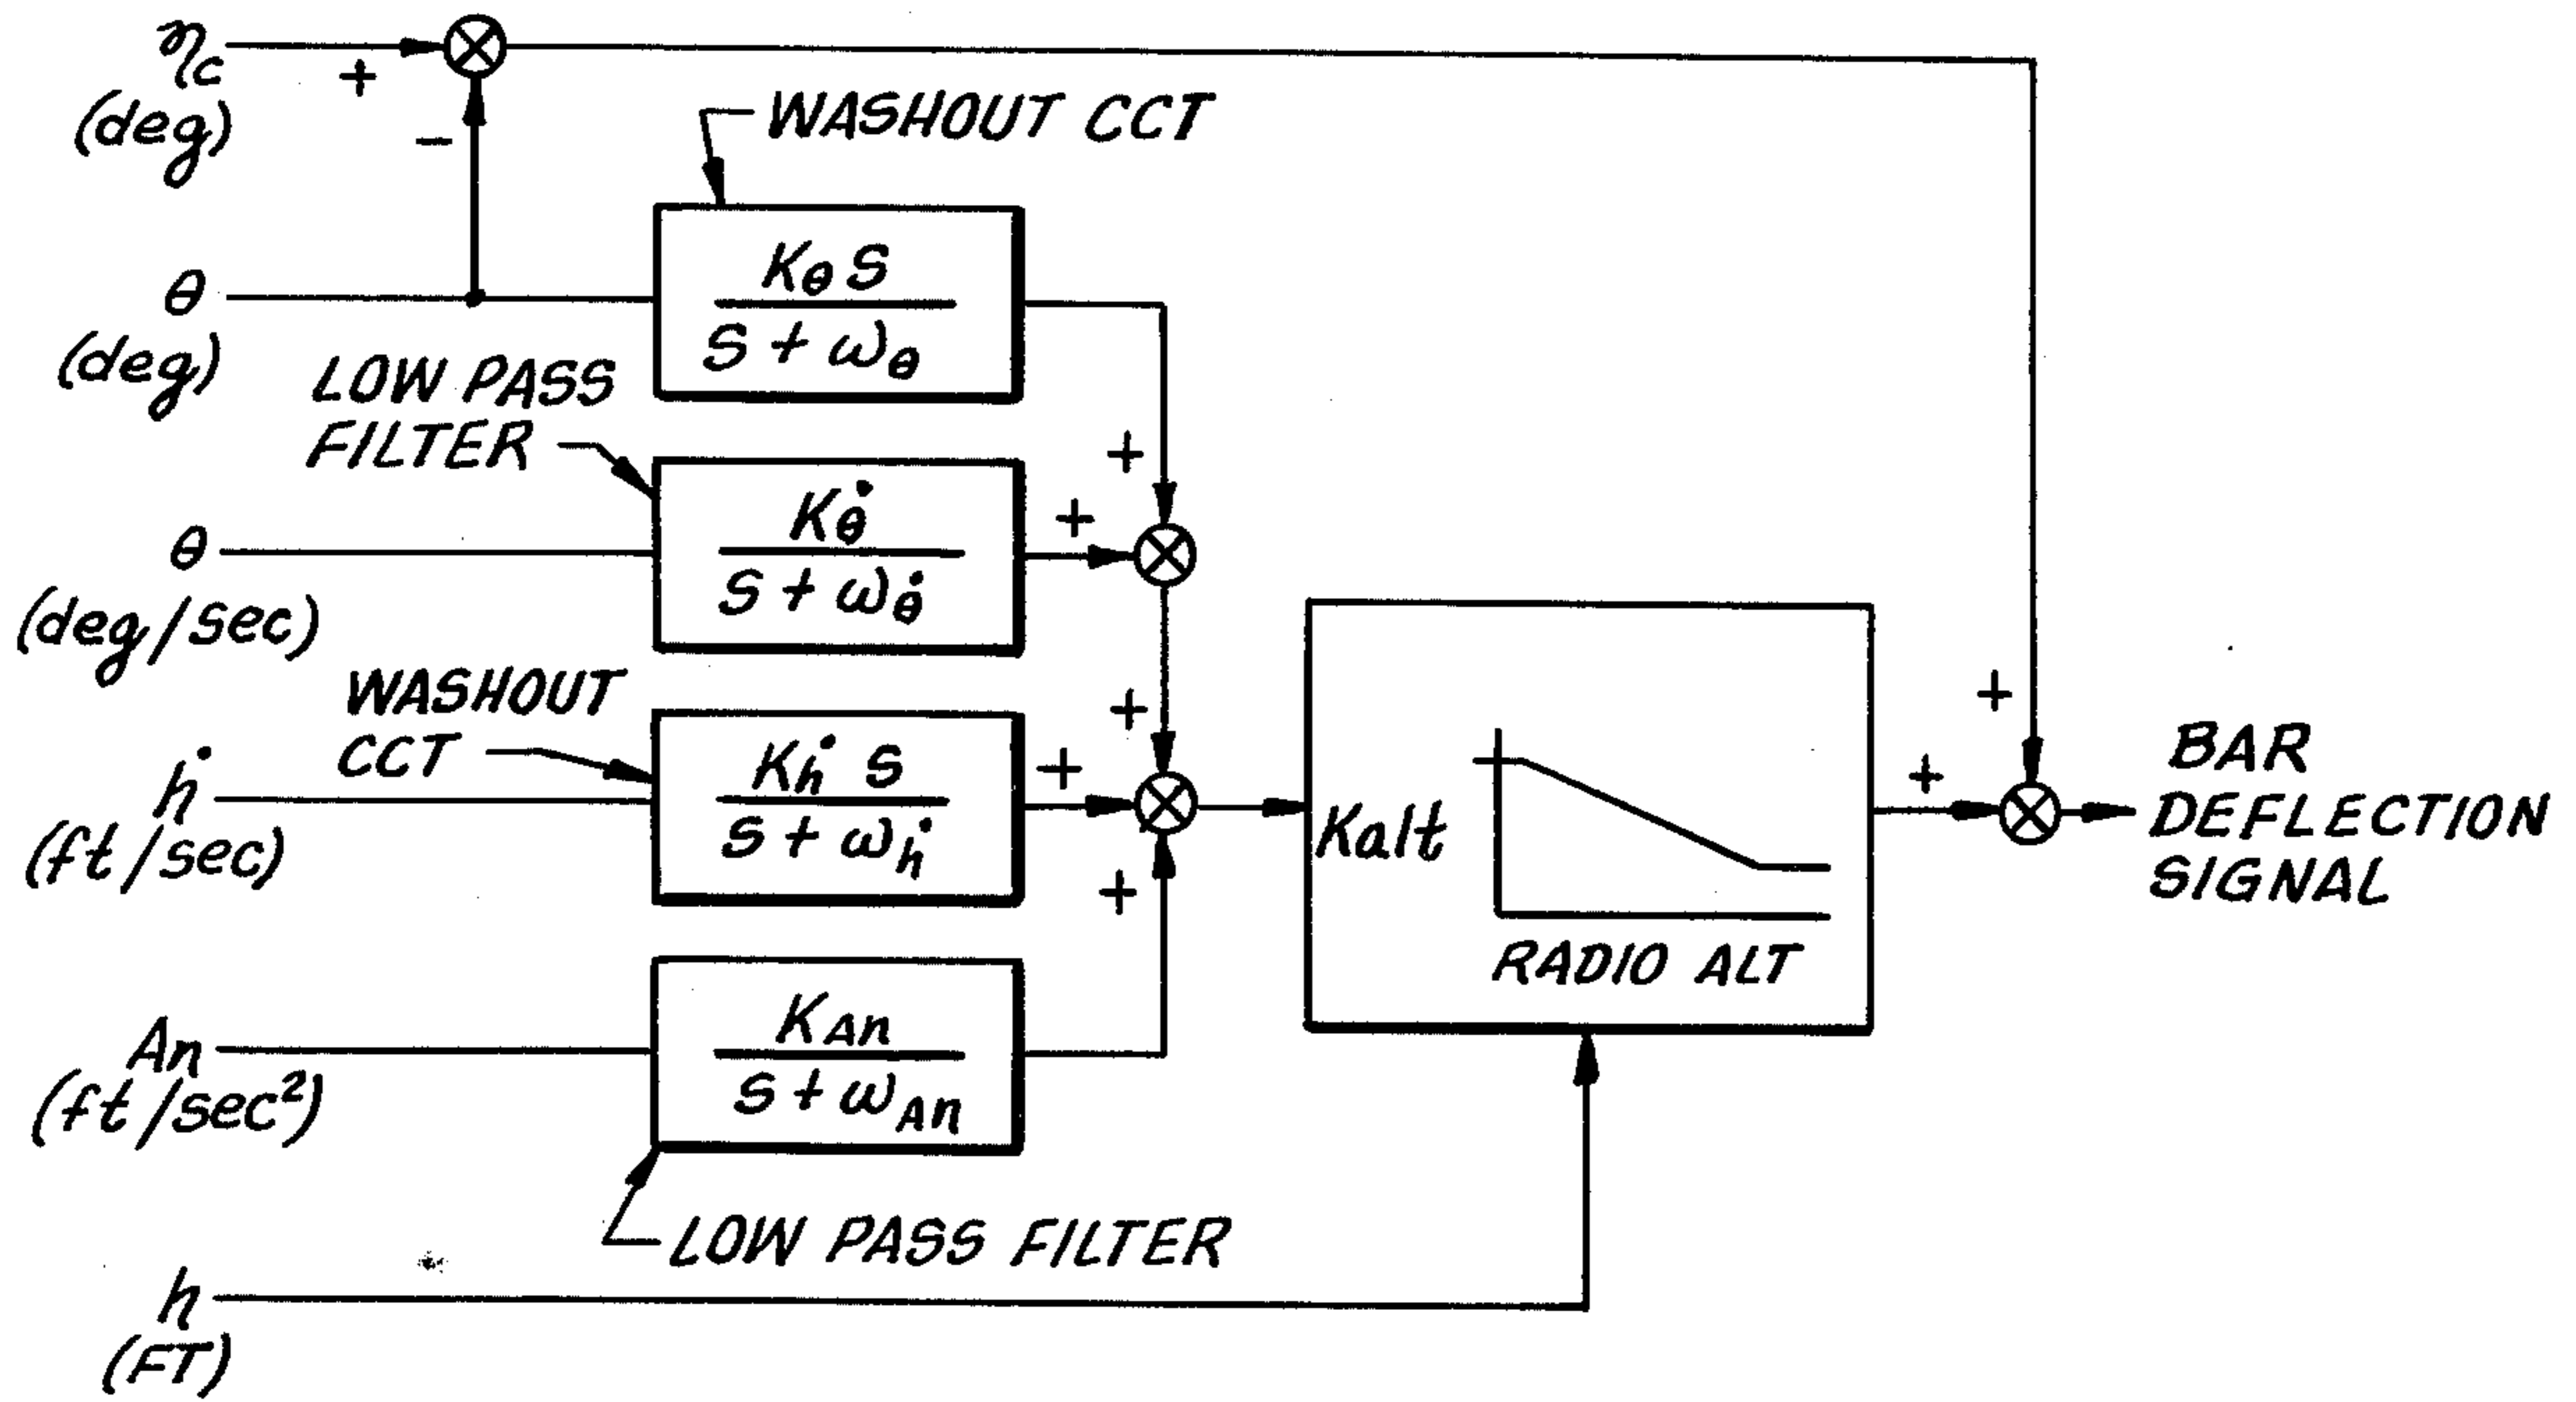 ηc
+
(deg)
−
WASHOUT CCT
θ
(deg)
Kθ S
S + ωθ
LOW PASS
FILTER
+
θ
(deg/sec)
Kθ̇
S + ωθ̇
+
WASHOUT
CCT
ḣ
(ft/sec)
Kḣ S
S + ωḣ
+
+
+
An
(ft/sec²)
KAn
S + ωAn
LOW PASS FILTER
h
(FT)
Kalt
RADIO ALT
+
+
BAR
DEFLECTION
SIGNAL